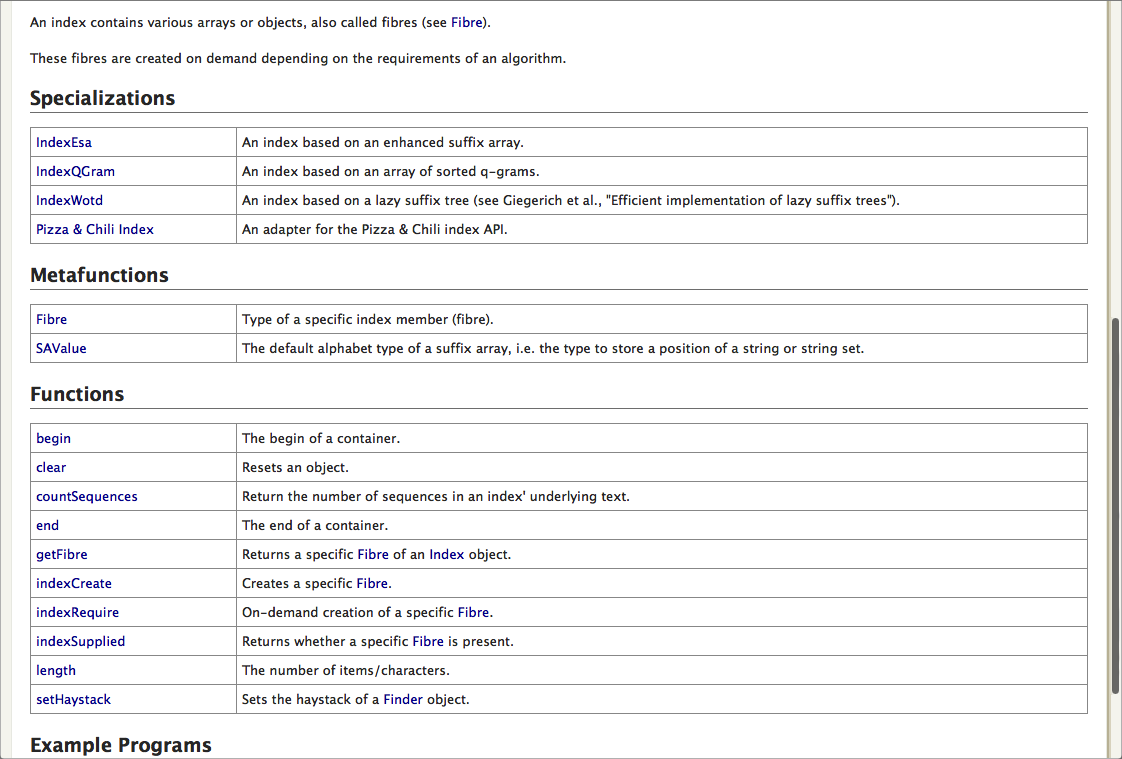 An index contains various arrays or objects, also called fibres (see Fibre).
These fibres are created on demand depending on the requirements of an algorithm.
Specializations
IndexEsa An index based on an enhanced suffix array.
IndexQGram An index based on an array of sorted q-grams.
IndexWotd An index based on a lazy suffix tree (see Giegerich et al., "Efficient implementation of lazy suffix trees").
Pizza & Chili Index An adapter for the Pizza & Chili index API.
Metafunctions
Fibre Type of a specific index member (fibre).
SAValue The default alphabet type of a suffix array, i.e. the type to store a position of a string or string set.
Functions
begin The begin of a container.
clear Resets an object.
countSequences Return the number of sequences in an index' underlying text.
end The end of a container.
getFibre Returns a specific Fibre of an Index object.
indexCreate Creates a specific Fibre.
indexRequire On-demand creation of a specific Fibre.
indexSupplied Returns whether a specific Fibre is present.
length The number of items/characters.
setHaystack Sets the haystack of a Finder object.
Example Programs